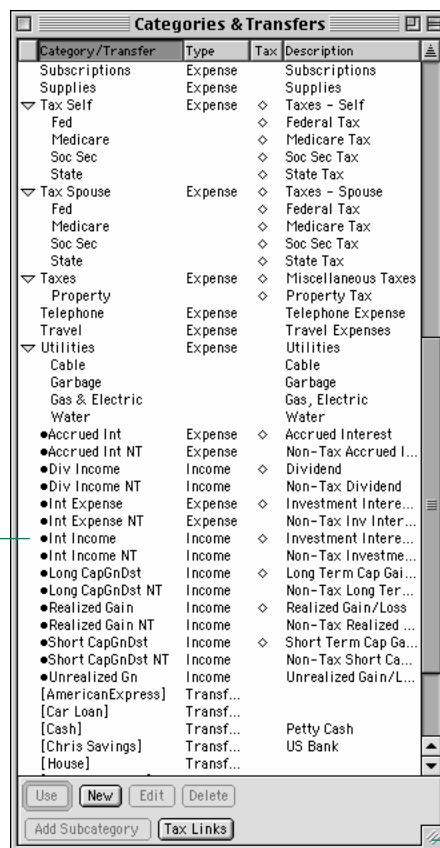 Categories & Transfers
Category/Transfer Type Tax Description
Subscriptions Expense Subscriptions
Supplies Expense Supplies
Tax Self Expense ◇ Taxes - Self
Fed ◇ Federal Tax
Medicare ◇ Medicare Tax
Soc Sec ◇ Soc Sec Tax
State ◇ State Tax
Tax Spouse Expense ◇ Taxes - Spouse
Fed ◇ Federal Tax
Medicare ◇ Medicare Tax
Soc Sec ◇ Soc Sec Tax
State ◇ State Tax
Taxes Expense ◇ Miscellaneous Taxes
Property ◇ Property Tax
Telephone Expense Telephone Expense
Travel Expense Travel Expenses
Utilities Expense Utilities
Cable Cable
Garbage Garbage
Gas & Electric Gas, Electric
Water Water
●Accrued Int Expense ◇ Accrued Interest
●Accrued Int NT Expense Non-Tax Accrued I...
●Div Income Income ◇ Dividend
●Div Income NT Income Non-Tax Dividend
●Int Expense Expense ◇ Investment Intere...
●Int Expense NT Expense Non-Tax Inv Inter...
●Int Income Income ◇ Investment Intere...
●Int Income NT Income Non-Tax Investme...
●Long CapGnDst Income ◇ Long Term Cap Gai...
●Long CapGnDst NT Income Non-Tax Long Ter...
●Realized Gain Income ◇ Realized Gain/Loss
●Realized Gain NT Income Non-Tax Realized ...
●Short CapGnDst Income ◇ Short Term Cap Ga...
●Short CapGnDst NT Income Non-Tax Short Ca...
●Unrealized Gn Income Unrealized Gain/L...
[AmericanExpress] Transf...
[Car Loan] Transf...
[Cash] Transf... Petty Cash
[Chris Savings] Transf... US Bank
[House] Transf...
Use New Edit Delete
Add Subcategory Tax Links